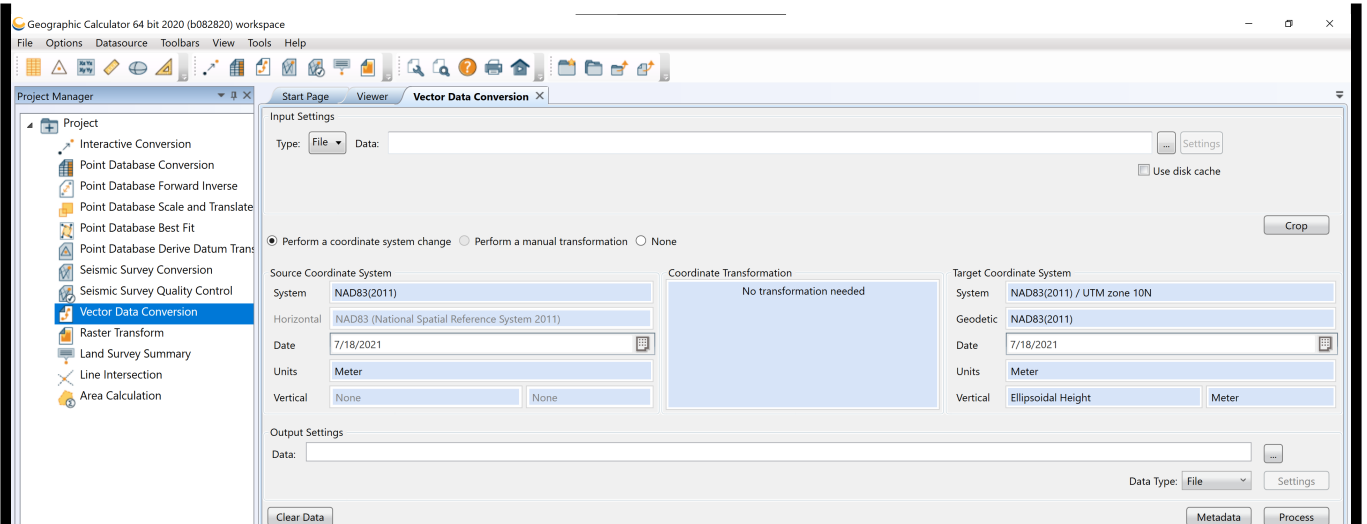 Geographic Calculator 64 bit 2020 (b082820) workspace
File Options Datasource Toolbars View Tools Help
Project Manager
Start Page Viewer Vector Data Conversion
Project
Interactive Conversion
Point Database Conversion
Point Database Forward Inverse
Point Database Scale and Translate
Point Database Best Fit
Point Database Derive Datum Trans
Seismic Survey Conversion
Seismic Survey Quality Control
Vector Data Conversion
Raster Transform
Land Survey Summary
Line Intersection
Area Calculation
Input Settings
Type: File Data: ... Settings
Use disk cache
Crop
Perform a coordinate system change Perform a manual transformation None
Source Coordinate System
System NAD83(2011)
Horizontal NAD83 (National Spatial Reference System 2011)
Date 7/18/2021
Units Meter
Vertical None None
Coordinate Transformation
No transformation needed
Target Coordinate System
System NAD83(2011) / UTM zone 10N
Geodetic NAD83(2011)
Date 7/18/2021
Units Meter
Vertical Ellipsoidal Height Meter
Output Settings
Data: ...
Data Type: File Settings
Clear Data Metadata Process